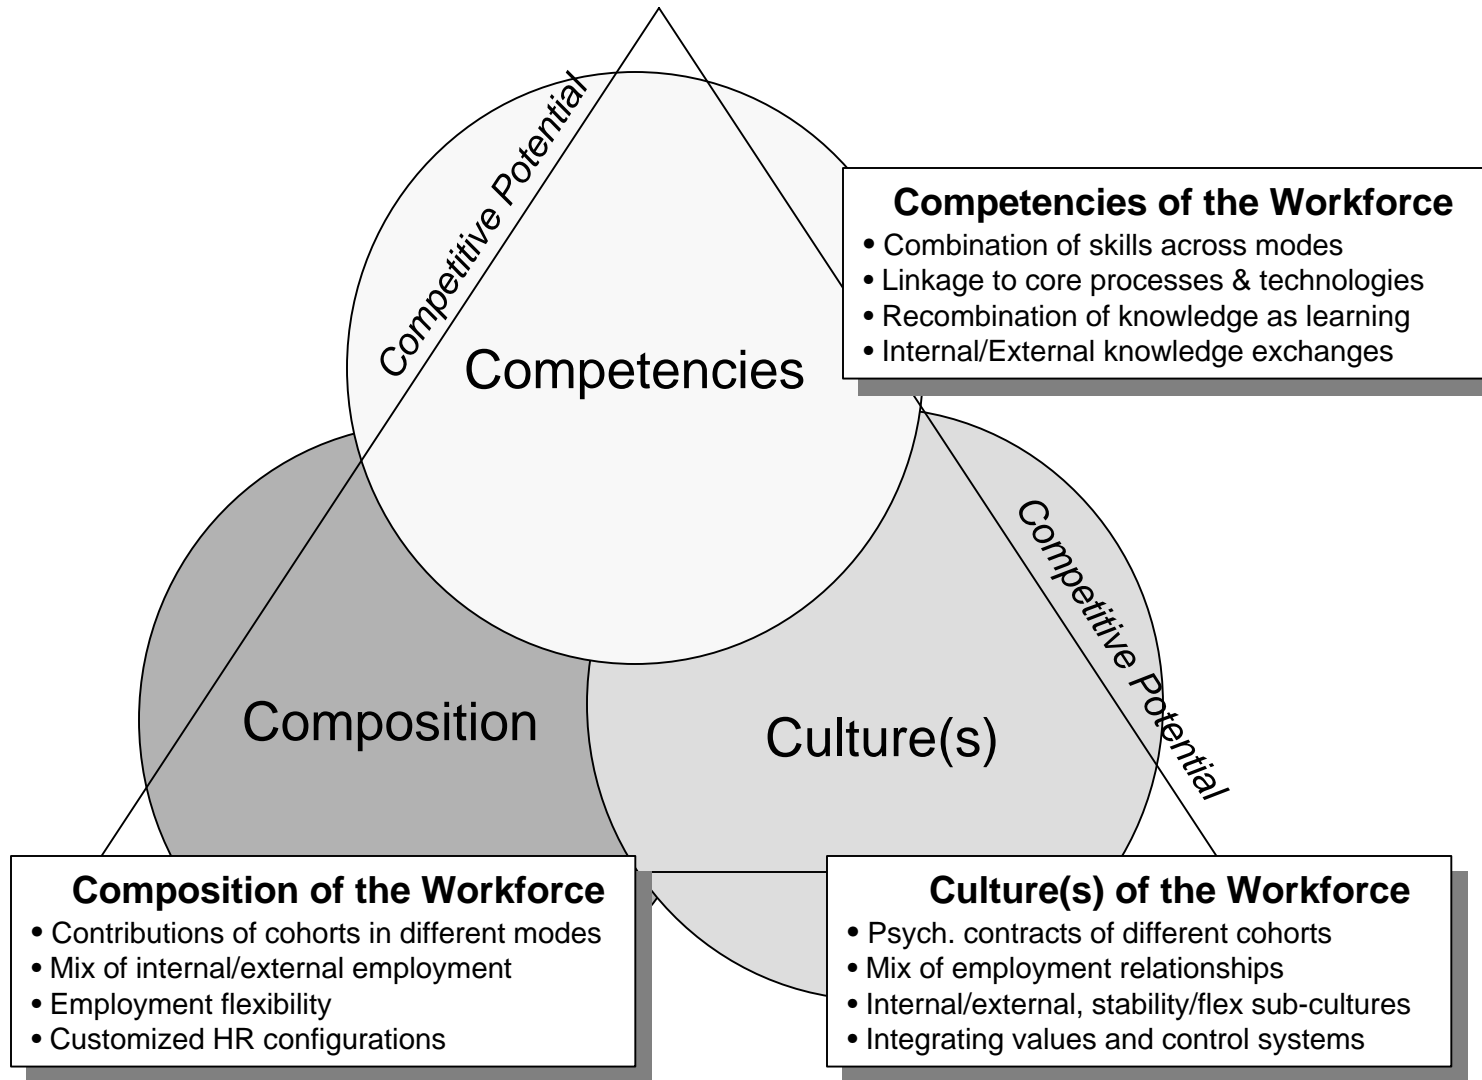 Competitive Potential
Competencies of the Workforce
• Combination of skills across modes
• Linkage to core processes & technologies
• Recombination of knowledge as learning
• Internal/External knowledge exchanges
Competencies
Competitive Potential
Composition
Culture(s)
Composition of the Workforce
• Contributions of cohorts in different modes
• Mix of internal/external employment
• Employment flexibility
• Customized HR configurations
Culture(s) of the Workforce
• Psych. contracts of different cohorts
• Mix of employment relationships
• Internal/external, stability/flex sub-cultures
• Integrating values and control systems